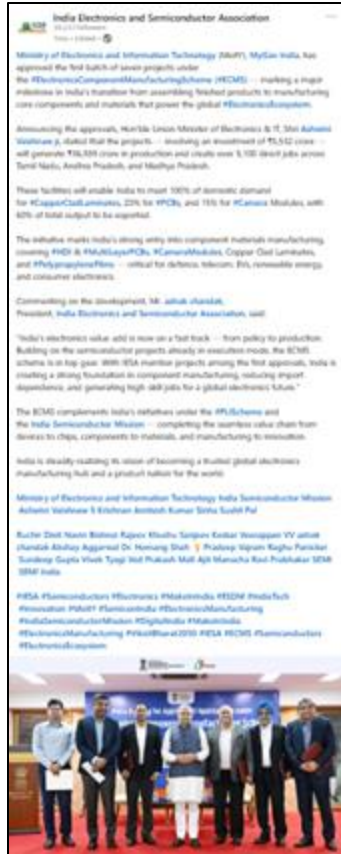 India Electronics and Semiconductor Association
Ministry of Electronics and Information Technology (MeitY), MyGov India, has
approved the first batch of seven projects under
the #ElectronicsComponentManufacturingScheme (#ECMS) — marking a major
milestone in India's transition from assembling finished products to manufacturing
core components and materials that power the global #ElectronicsEcosystem.
Announcing the approvals, Hon'ble Union Minister of Electronics & IT, Shri Ashwini
Vaishnaw ji, stated that the projects — involving an investment of ₹5,532 crore —
will generate ₹36,559 crore in production and create over 5,100 direct jobs across
Tamil Nadu, Andhra Pradesh, and Madhya Pradesh.
These facilities will enable India to meet 100% of domestic demand
for #CopperCladLaminates, 20% for #PCBs, and 15% for #Camera Modules, with
60% of total output to be exported.
The initiative marks India's strong entry into component materials manufacturing,
covering #HDI & #MultiLayerPCBs, #CameraModules, Copper Clad Laminates,
and #PolypropyleneFilms — critical for defence, telecom, EVs, renewable energy,
and consumer electronics.
Commenting on the development, Mr. ashok chandak,
President, India Electronics and Semiconductor Association, said:
"India's electronics value add is now on a fast track — from policy to production.
Building on the semiconductor projects already in execution mode, the ECMS
scheme is in top gear. With IESA member projects among the first approvals, India is
creating a strong foundation in component manufacturing, reducing import
dependence, and generating high skill jobs for a global electronics future."
The ECMS complements India's initiatives under the #PLIScheme and
the India Semiconductor Mission — completing the seamless value chain from
devices to chips, components to materials, and manufacturing to innovation.
India is steadily realizing its vision of becoming a trusted global electronics
manufacturing hub and a product nation for the world.
Ministry of Electronics and Information Technology India Semiconductor Mission
Ashwini Vaishnaw S Krishnan Amitesh Kumar Sinha Sushil Pal
Ruchir Dixit Navin Bishnoi Rajeev Khushu Sanjeev Keskar Veerappan VV ashok
chandak Akshay Aggarwal Dr. Hemang Shah Pradeep Vajram Raghu Panicker
Sundeep Gupta Vivek Tyagi Ved Prakash Mall Ajit Manocha Ravi Prabhakar SEMI
SEMI India
#IESA #Semiconductors #Electronics #MakeInIndia #ESDM #IndiaTech
#Innovation #MeitY #SemiconIndia #ElectronicsManufacturing
#IndiaSemiconductorMission #DigitalIndia #MakeInIndia
#ElectronicsManufacturing #ViksitBharat2030 #IESA #ECMS #Semiconductors
#ElectronicsEcosystem